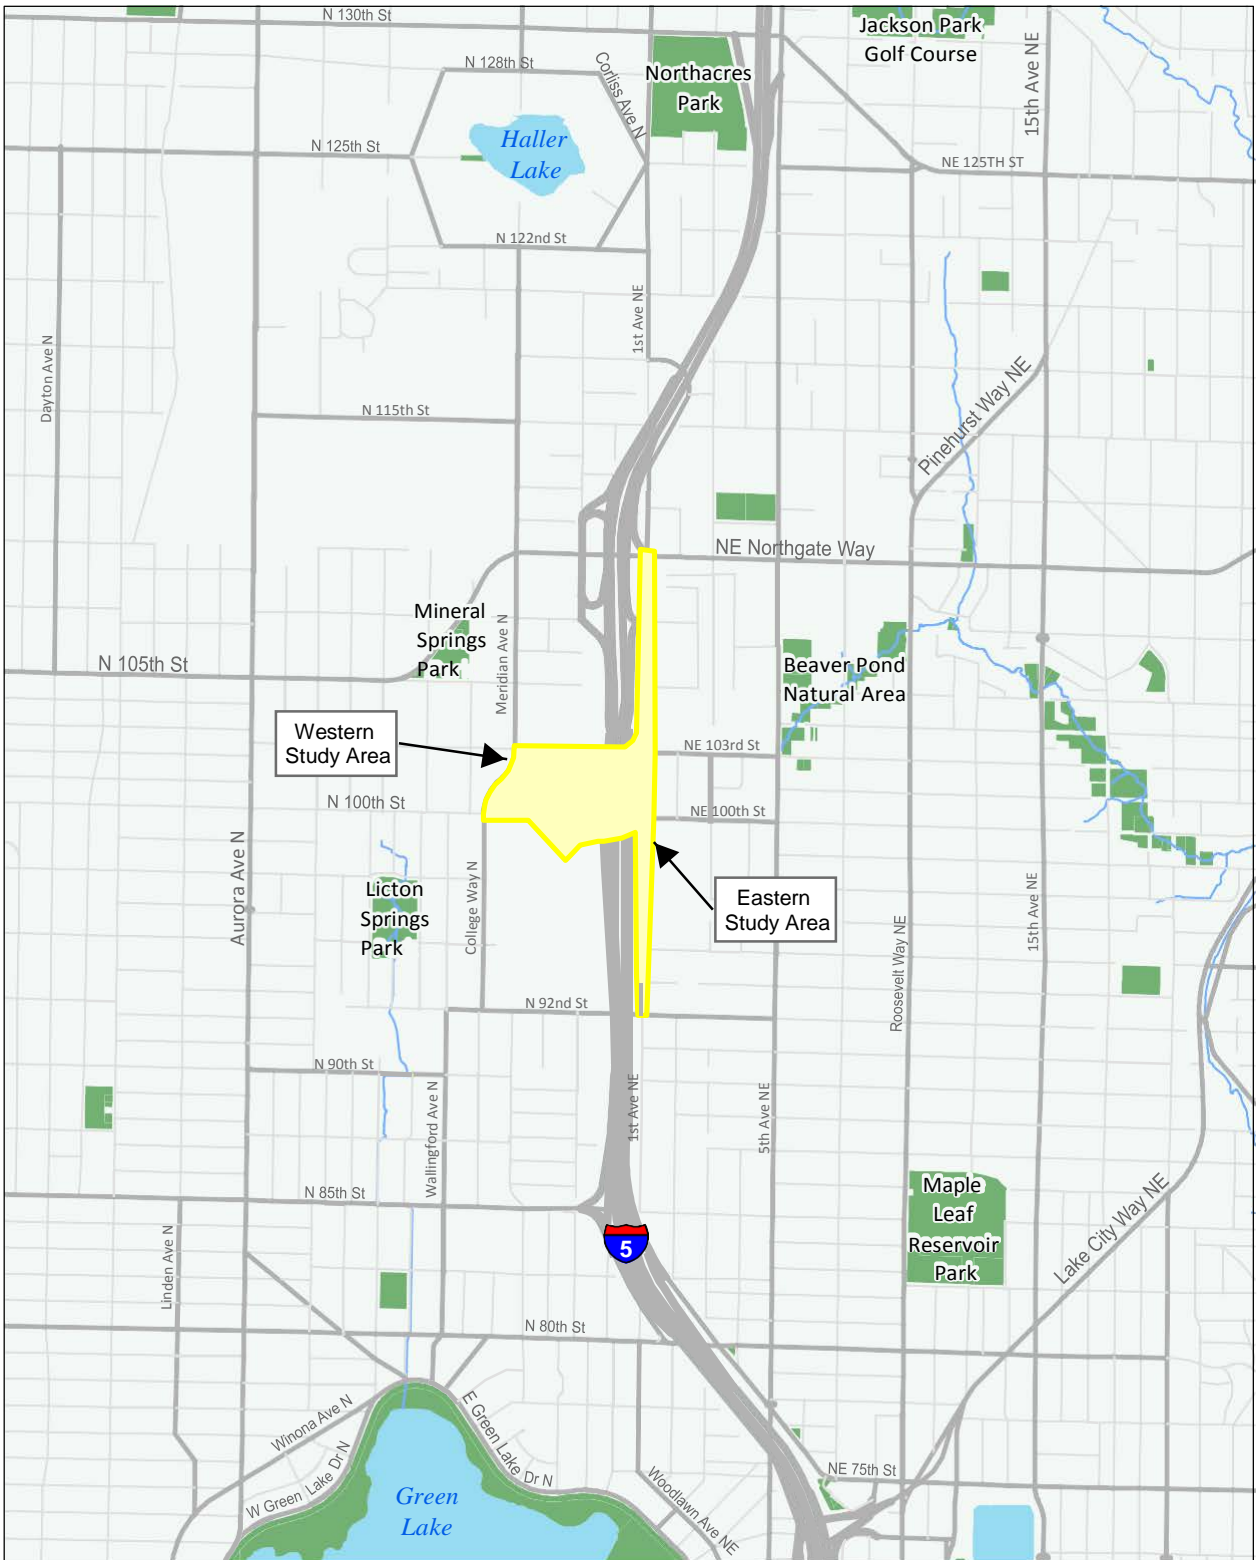 N 130th St
Jackson Park
Golf Course
15th Ave NE
N 128th St
Corliss Ave N
Northacres
Park
Haller
Lake
N 125th St
NE 125TH ST
N 122nd St
1st Ave NE
Dayton Ave N
N 115th St
Pinehurst Way NE
NE Northgate Way
Mineral
Springs
Park
Meridian Ave N
N 105th St
Beaver Pond
Natural Area
Western
Study Area
NE 103rd St
N 100th St
NE 100th St
Aurora Ave N
Licton
Springs
Park
College Way N
Eastern
Study Area
Roosevelt Way NE
15th Ave NE
N 92nd St
N 90th St
Wallingford Ave N
1st Ave NE
5th Ave NE
N 85th St
Maple
Leaf
Reservoir
Park
Lake City Way NE
Linden Ave N
5
N 80th St
Winona Ave N
E Green Lake Dr N
W Green Lake Dr N
Green
Lake
Woodlawn Ave NE
NE 75th St